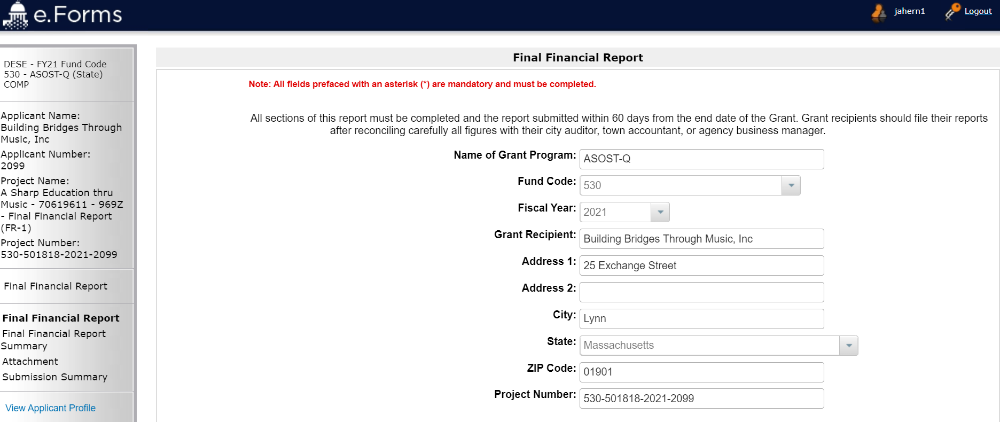 e.Forms
jahern1
Logout
DESE - FY21 Fund Code
530 - ASOST-Q (State)
COMP
Applicant Name:
Building Bridges Through
Music, Inc
Applicant Number:
2099
Project Name:
A Sharp Education thru
Music - 70619611 - 969Z
- Final Financial Report
(FR-1)
Project Number:
530-501818-2021-2099
Final Financial Report
Final Financial Report
Final Financial Report
Summary
Attachment
Submission Summary
View Applicant Profile
Final Financial Report
Note: All fields prefaced with an asterisk (*) are mandatory and must be completed.
All sections of this report must be completed and the report submitted within 60 days from the end date of the Grant. Grant recipients should file their reports
after reconciling carefully all figures with their city auditor, town accountant, or agency business manager.
Name of Grant Program: ASOST-Q
Fund Code: 530
Fiscal Year: 2021
Grant Recipient: Building Bridges Through Music, Inc
Address 1: 25 Exchange Street
Address 2:
City: Lynn
State: Massachusetts
ZIP Code: 01901
Project Number: 530-501818-2021-2099